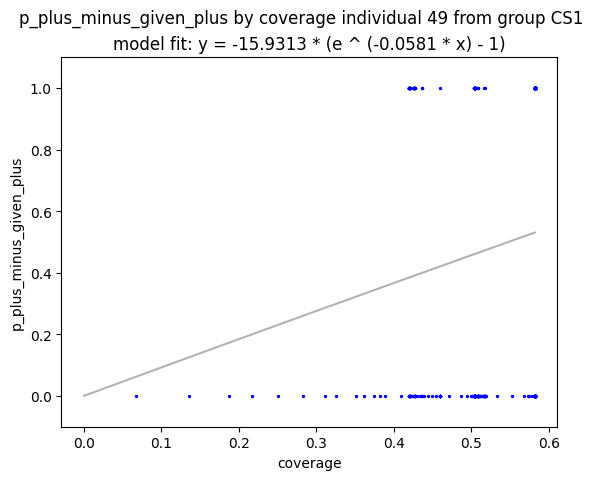 p_plus_minus_given_plus by coverage individual 49 from group CS1
model fit: y = -15.9313 * (e ^ (-0.0581 * x) - 1)
1.0
0.8
0.6
0.4
0.2
0.0
p_plus_minus_given_plus
0.0 0.1 0.2 0.3 0.4 0.5 0.6
coverage